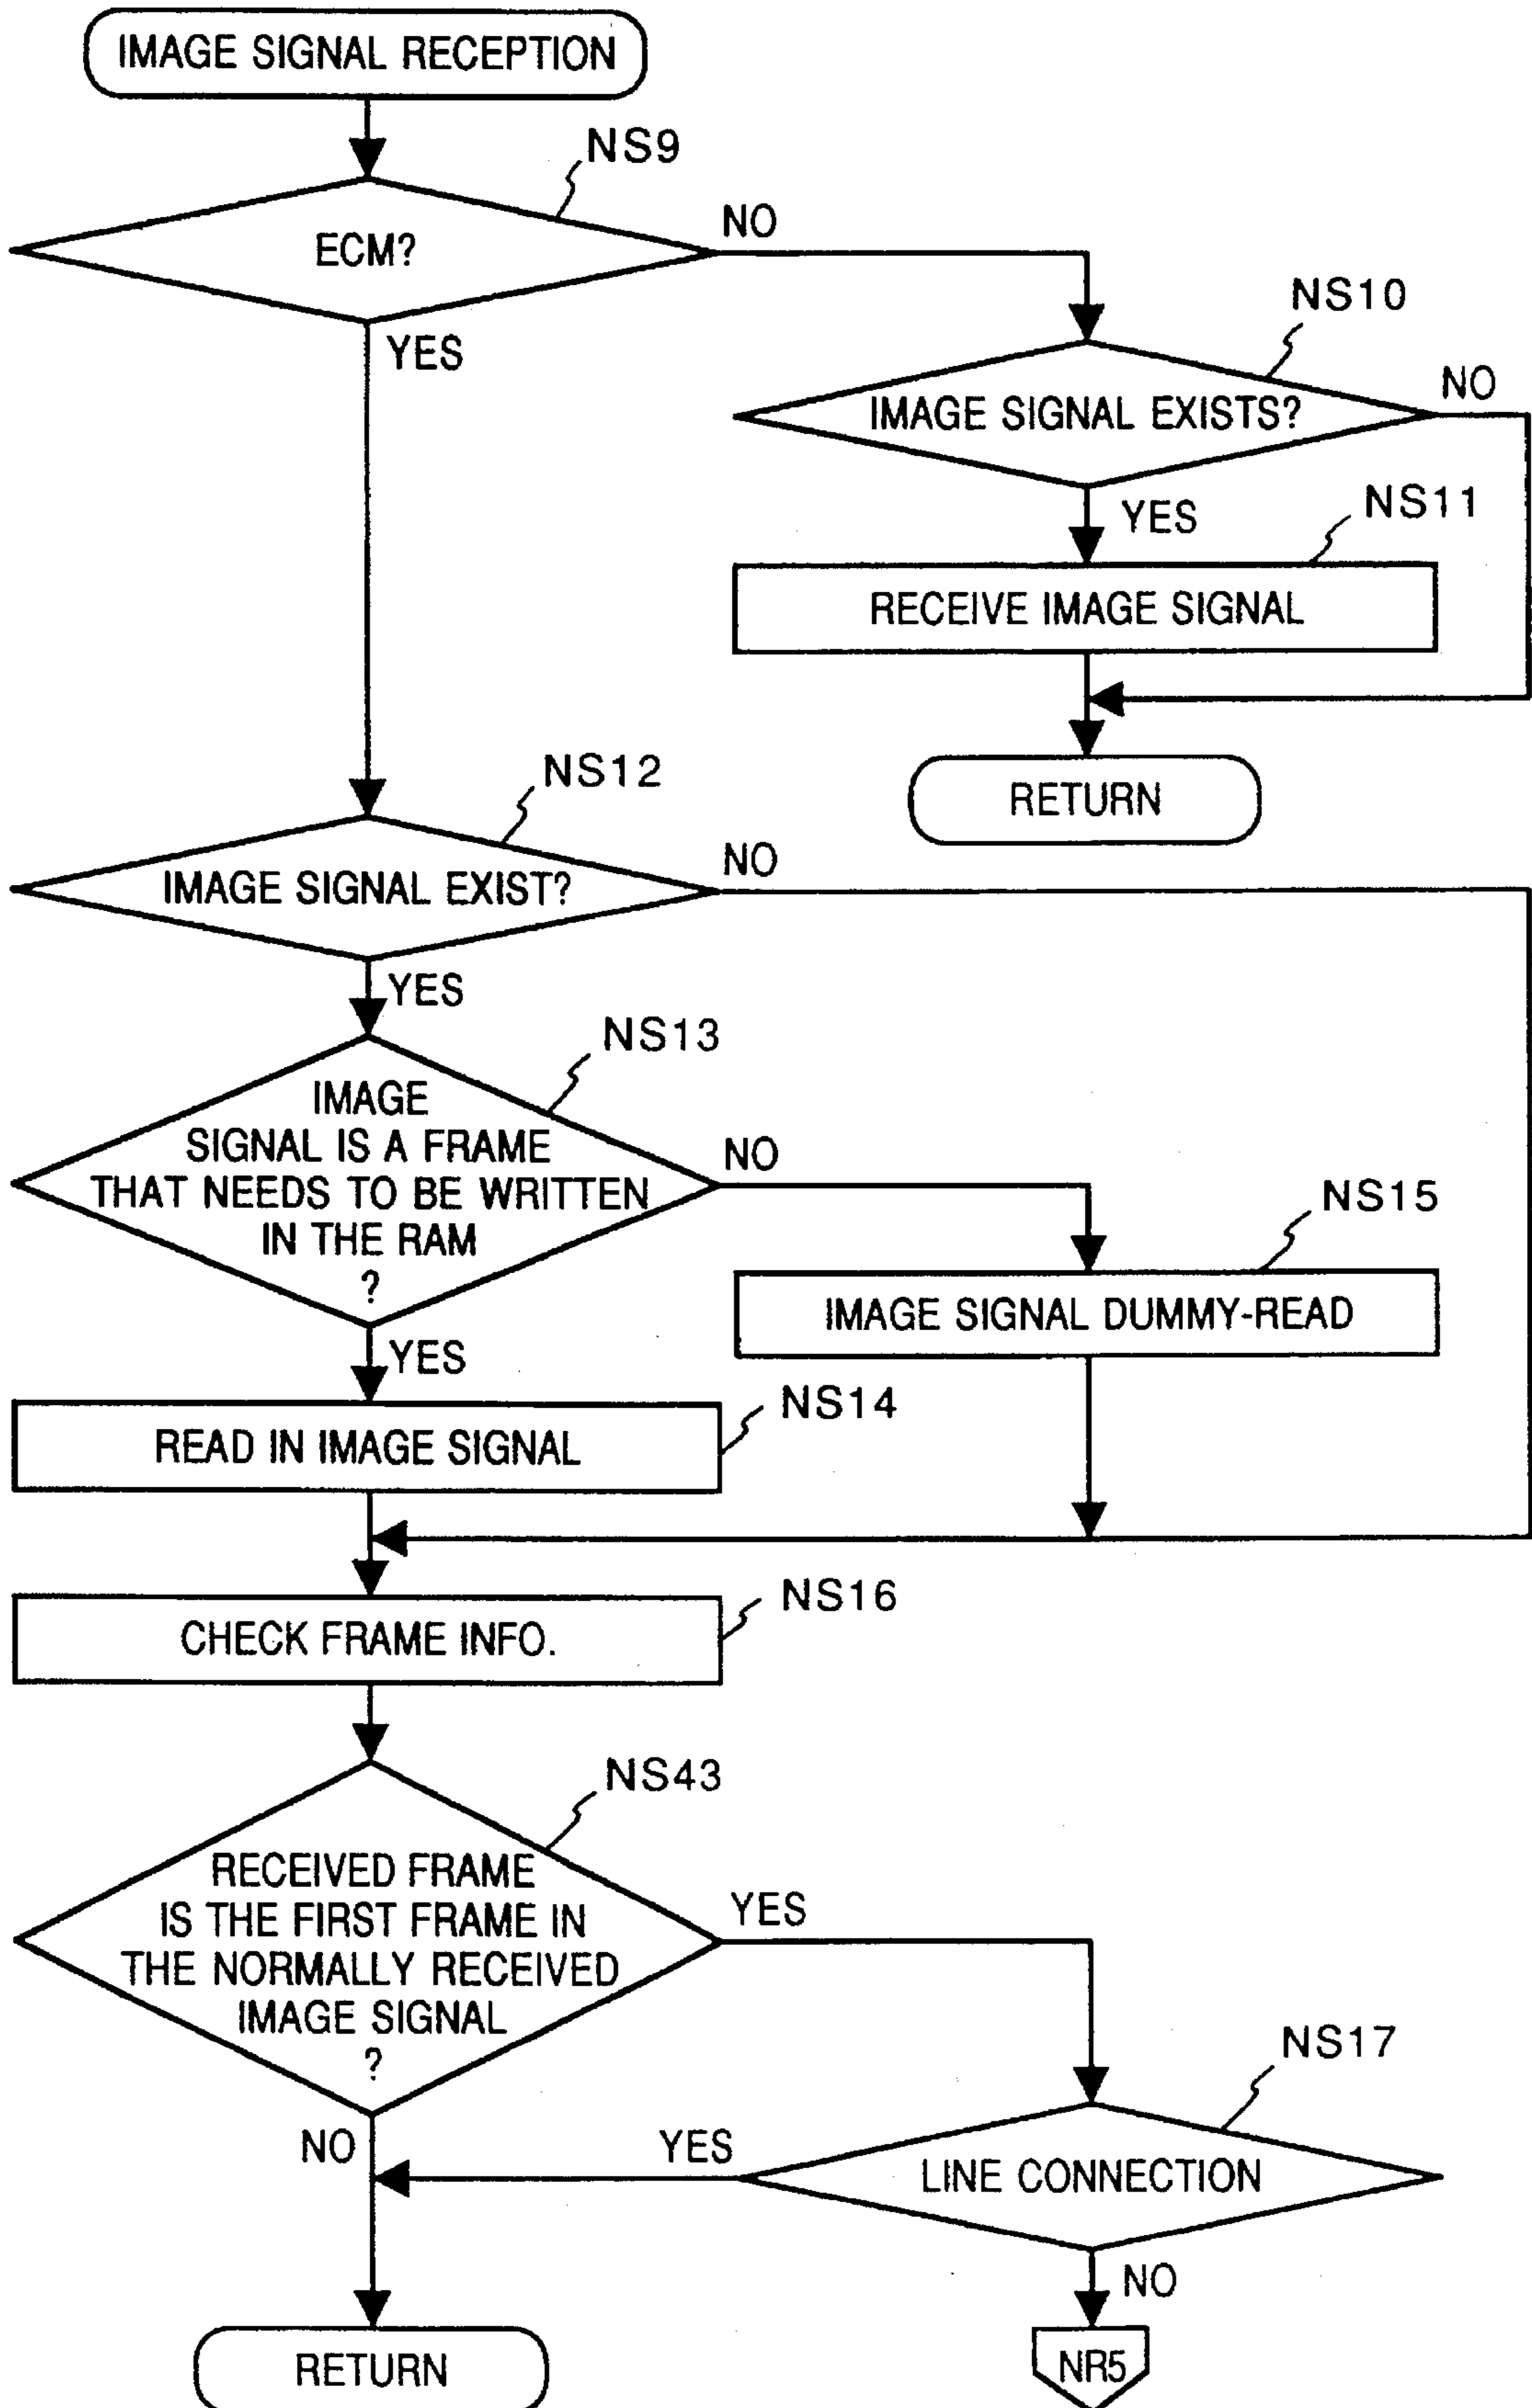 IMAGE SIGNAL RECEPTION
NS9
ECM?
NO
YES
NS10
IMAGE SIGNAL EXISTS?
NO
YES
NS11
RECEIVE IMAGE SIGNAL
RETURN
NS12
IMAGE SIGNAL EXIST?
NO
YES
NS13
IMAGE
SIGNAL IS A FRAME
THAT NEEDS TO BE WRITTEN
IN THE RAM
?
NO
YES
NS15
IMAGE SIGNAL DUMMY-READ
NS14
READ IN IMAGE SIGNAL
NS16
CHECK FRAME INFO.
NS43
RECEIVED FRAME
IS THE FIRST FRAME IN
THE NORMALLY RECEIVED
IMAGE SIGNAL
?
YES
NO
NS17
LINE CONNECTION
YES
NO
RETURN
NR5